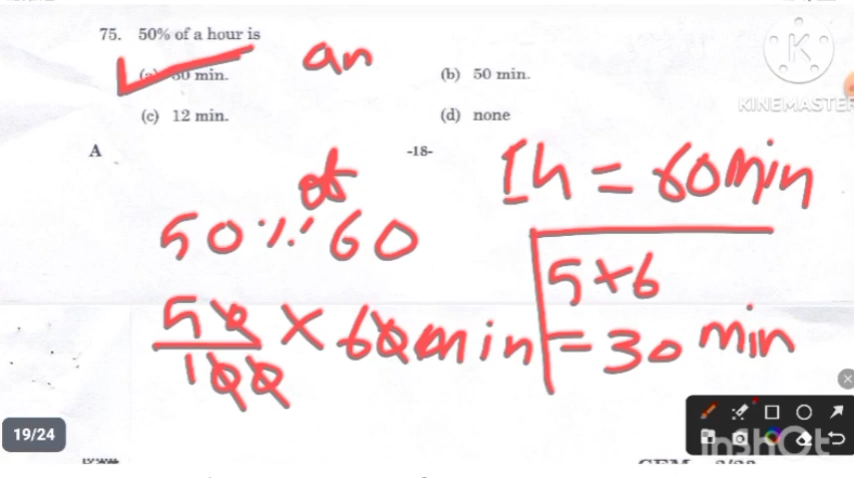 75. 50% of a hour is
an
(a) 30 min.
(b) 50 min.
(c) 12 min.
(d) none
A
-18-
1h = 60min
of
50% 60
50/100 × 60min
5×6
= 30 min
19/24
KINEMASTER
InShOt